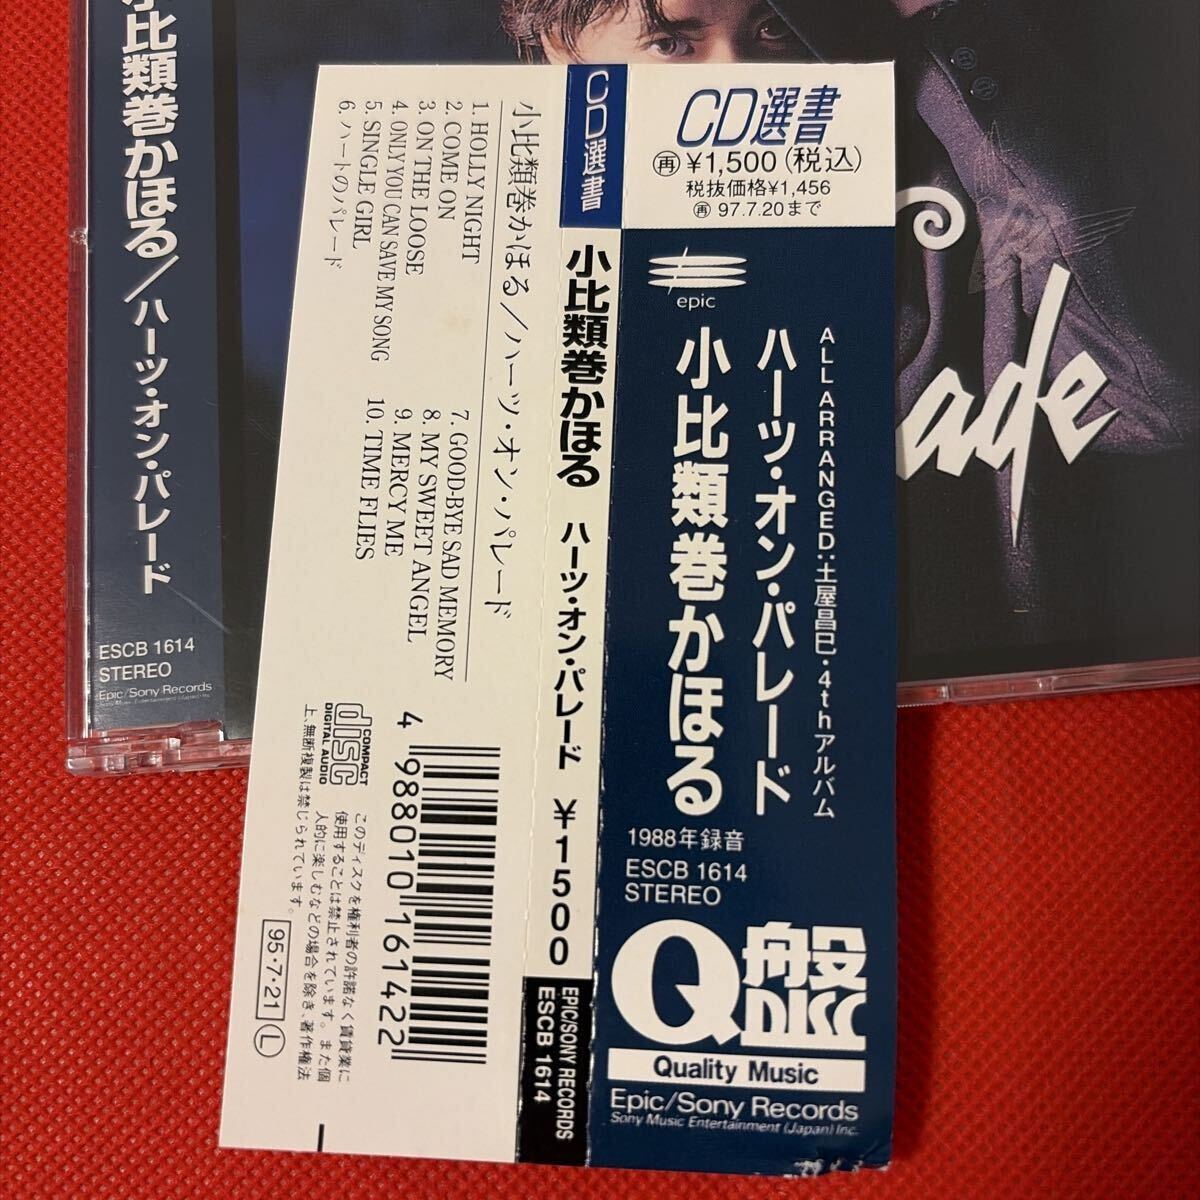 小比類巻かほる/ハーツ・オン・パレード
ESCB 1614
STEREO
Epic/Sony Records
ade
小比類巻かほる/ハーツ・オン・パレード
1. HOLLY NIGHT
2. COME ON
3. ON THE LOOSE
4. ONLY YOU CAN SAVE MY SONG
5. SINGLE GIRL
6. ハートのパレード
7. GOOD-BYE SAD MEMORY
8. MY SWEET ANGEL
9. MERCY ME
10. TIME FLIES
COMPACT
disc
DIGITAL AUDIO
4 988010 161422
このディスクを権利者の許諾なく賃貸業に
使用することは禁止されています。また個
人的に楽しむなどの場合を除き、著作権法
上、無断複製は禁じられています。
95・7・21 L
CD選書
小比類巻かほる ハーツ・オン・パレード ¥1500
EPIC/SONY RECORDS
ESCB 1614
CD選書
再 ¥1,500(税込)
税抜価格¥1,456
再 97.7.20まで
epic
ALL ARRANGED:土屋昌巳・4thアルバム
ハーツ・オン・パレード
小比類巻かほる
1988年録音
ESCB 1614
STEREO
Q盤
DISC
Quality Music
Epic/Sony Records
Sony Music Entertainment (Japan) Inc.